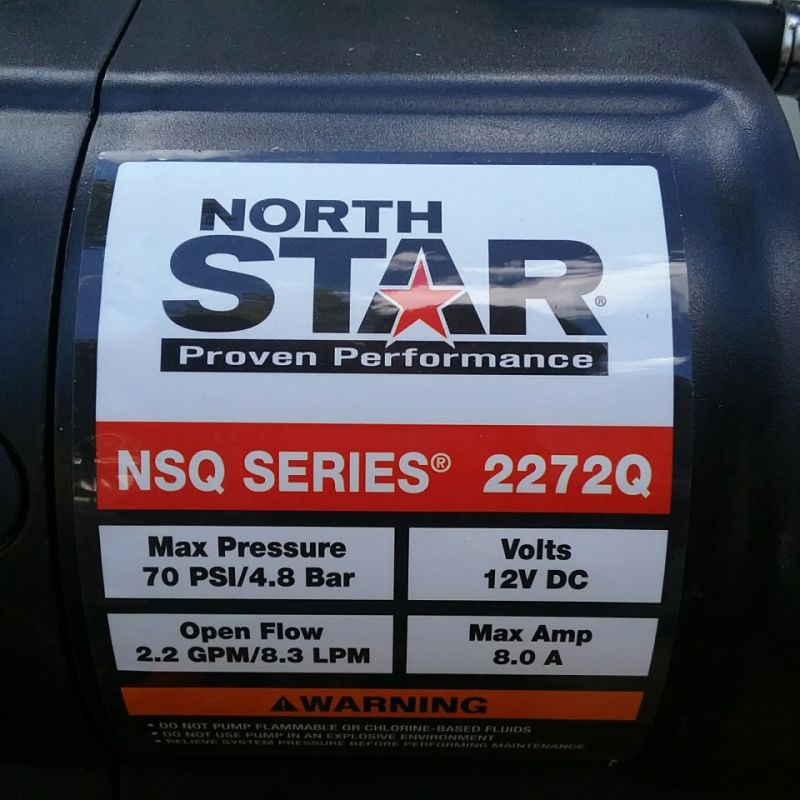 NORTH
STAR®
Proven Performance
NSQ SERIES® 2272Q
Max Pressure
70 PSI/4.8 Bar
Volts
12V DC
Open Flow
2.2 GPM/8.3 LPM
Max Amp
8.0 A
⚠WARNING
• DO NOT PUMP FLAMMABLE OR CHLORINE-BASED FLUIDS
• DO NOT USE PUMP IN AN EXPLOSIVE ENVIRONMENT
• RELIEVE SYSTEM PRESSURE BEFORE PERFORMING MAINTENANCE